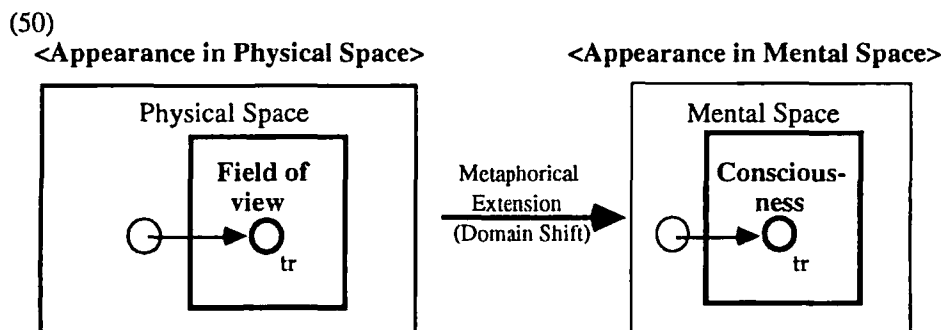 (50)
<Appearance in Physical Space> <Appearance in Mental Space>
Physical Space
Field of
view
tr
Metaphorical
Extension
(Domain Shift)
Mental Space
Conscious-
ness
tr